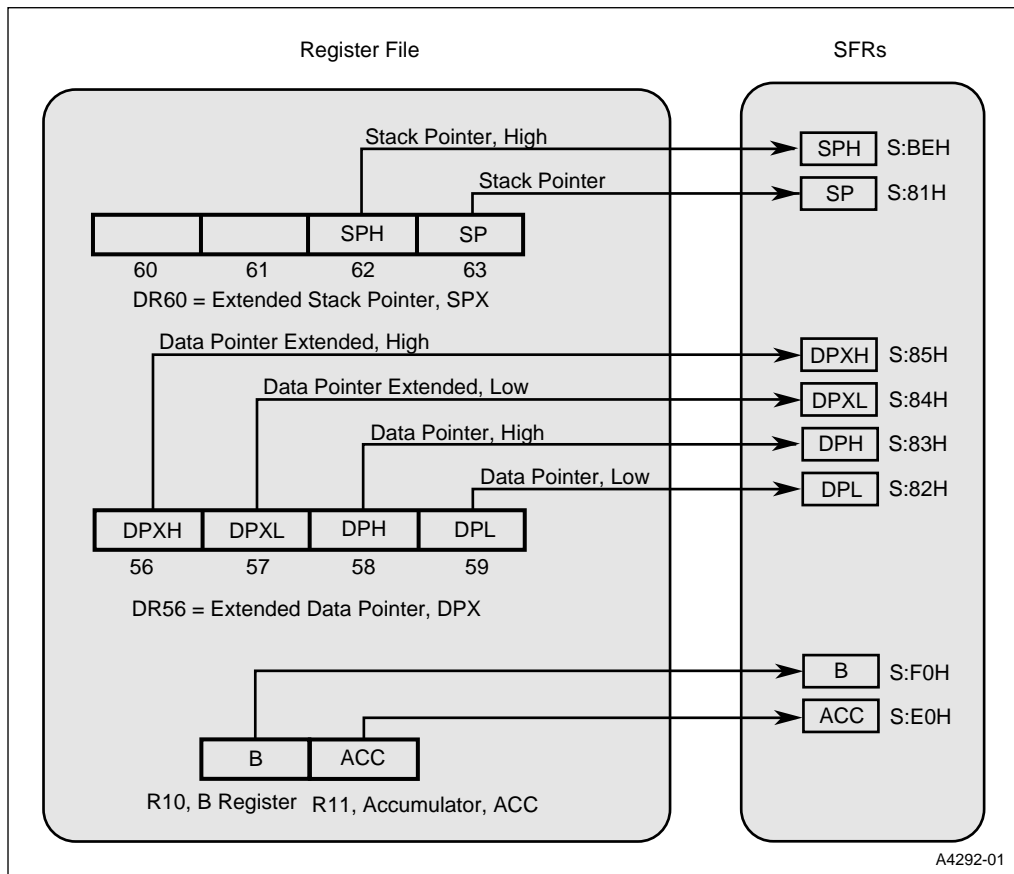 Register File
SFRs
Stack Pointer, High
SPH S:BEH
Stack Pointer
SP S:81H
SPH SP
60 61 62 63
DR60 = Extended Stack Pointer, SPX
Data Pointer Extended, High
DPXH S:85H
Data Pointer Extended, Low
DPXL S:84H
Data Pointer, High
DPH S:83H
Data Pointer, Low
DPL S:82H
DPXH DPXL DPH DPL
56 57 58 59
DR56 = Extended Data Pointer, DPX
B S:F0H
ACC S:E0H
B ACC
R10, B Register R11, Accumulator, ACC
A4292-01